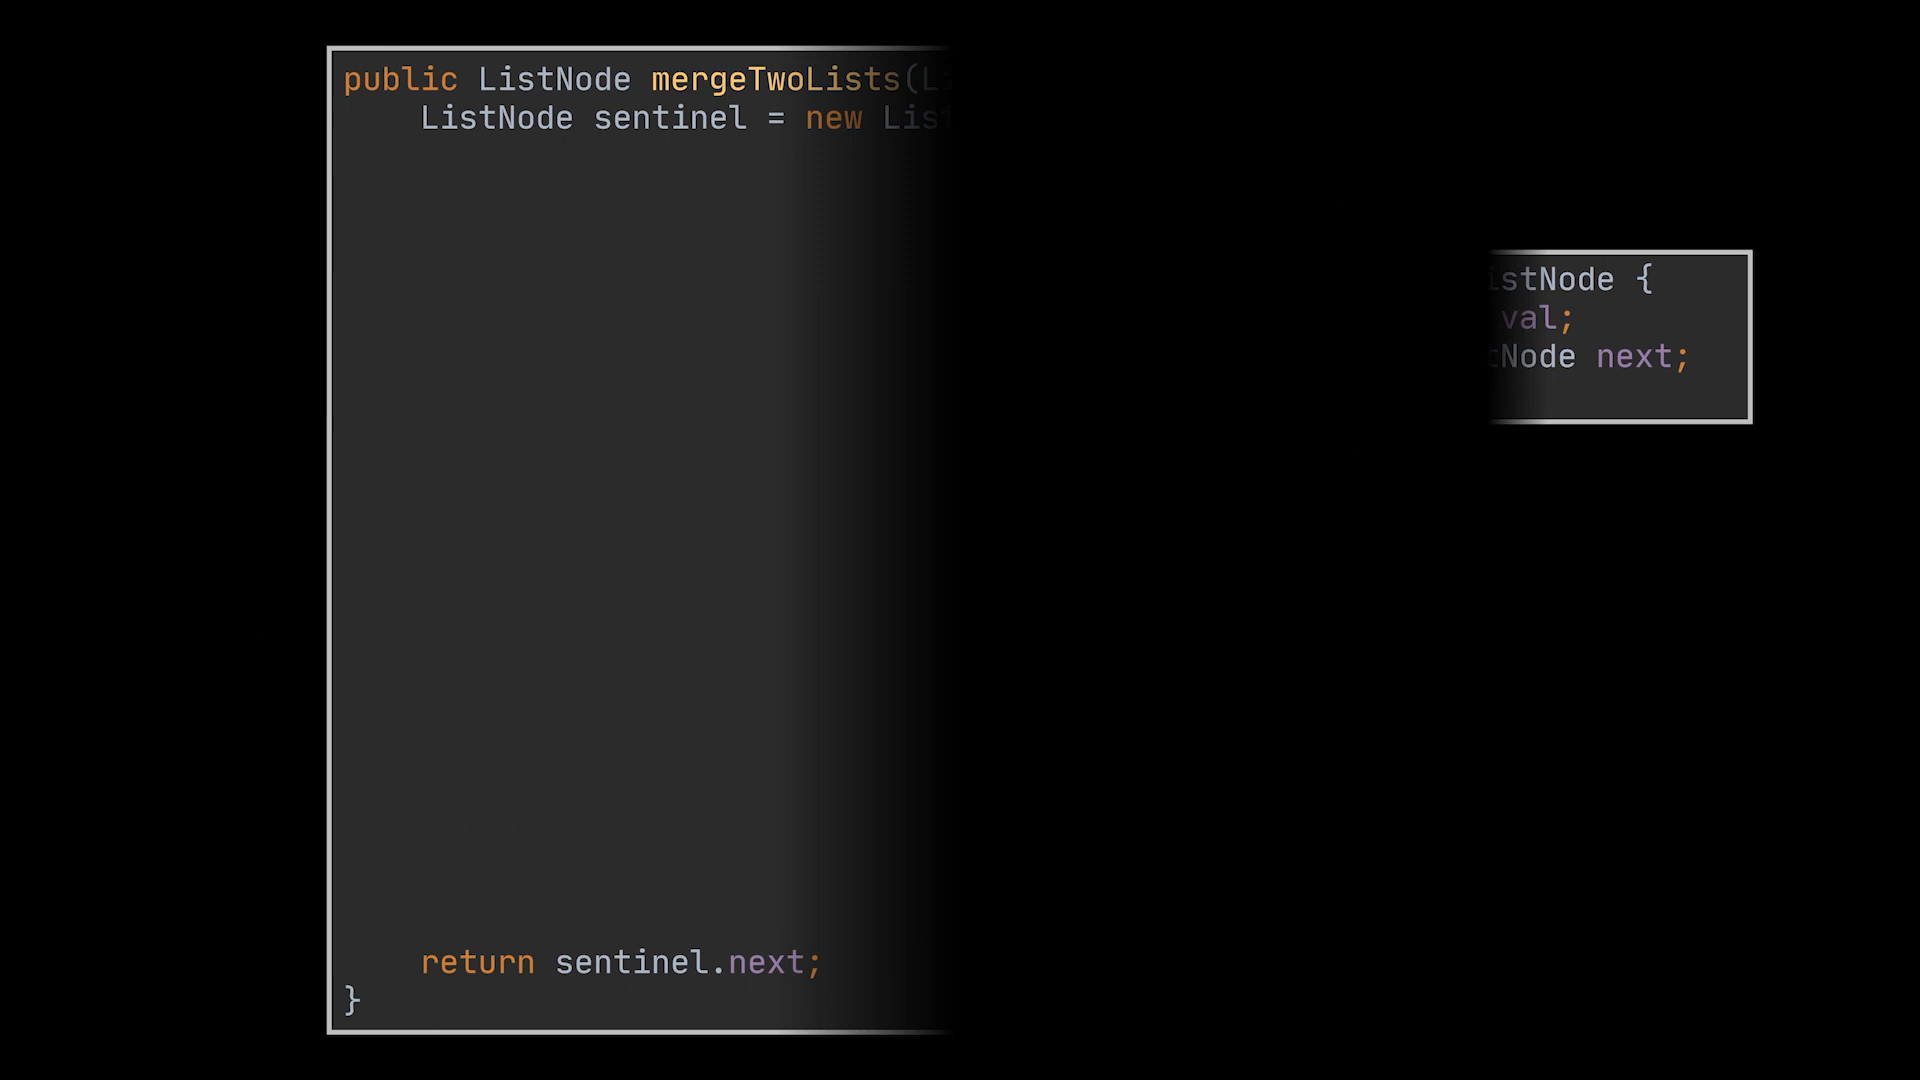 public ListNode mergeTwoLists(
    ListNode sentinel = new
    return sentinel.next;
}
istNode {
val;
Node next;